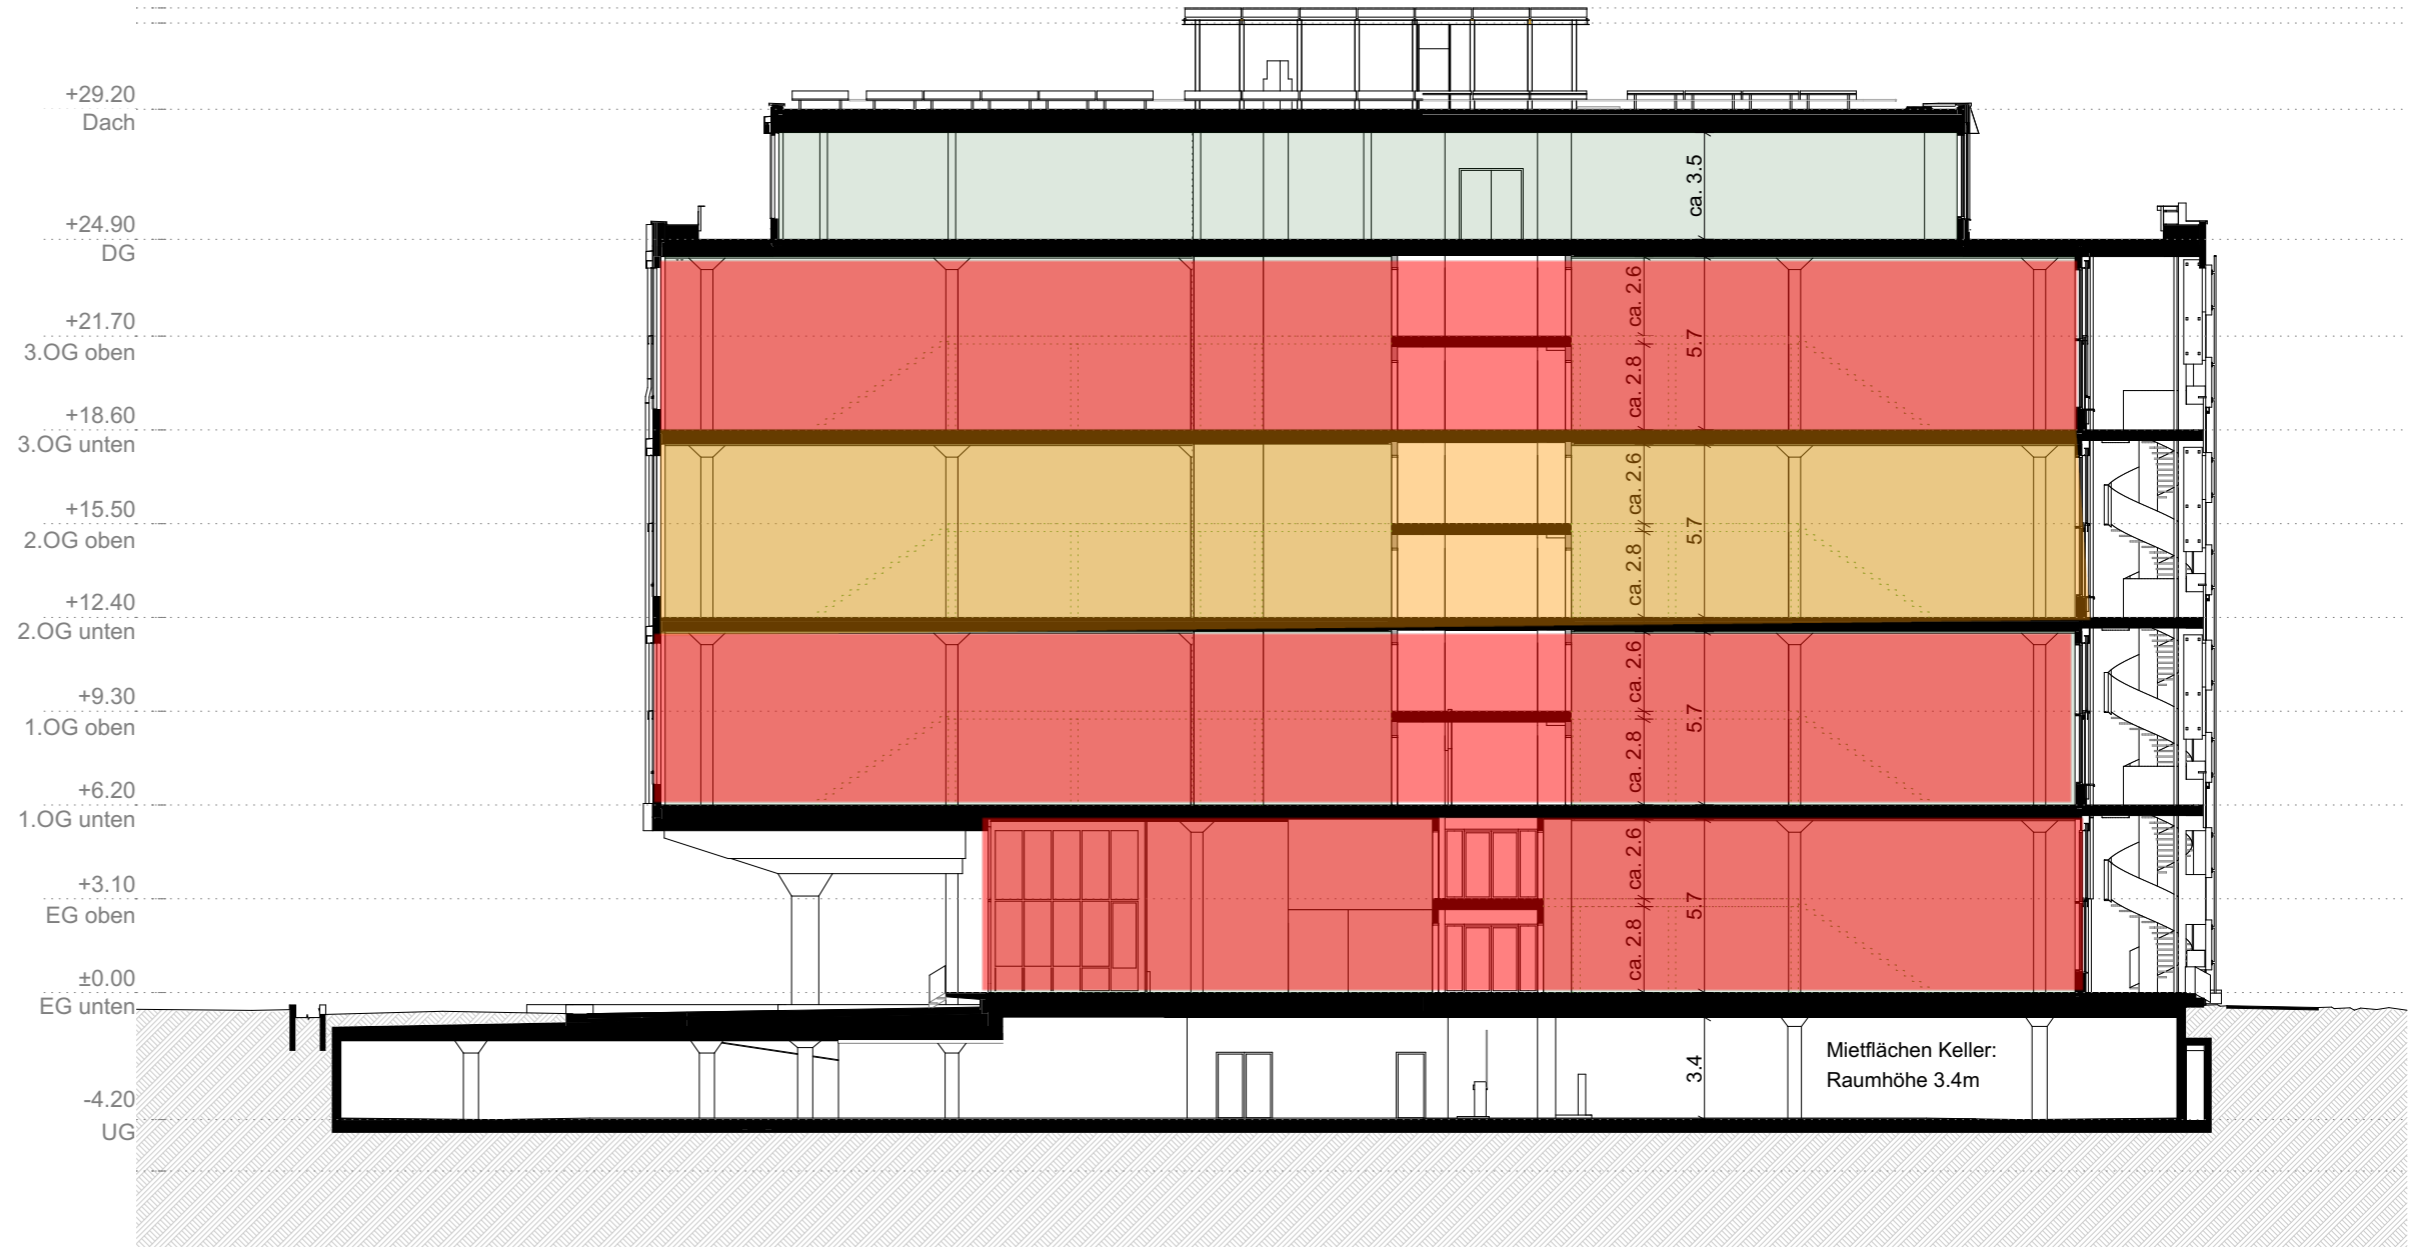 +29.20
Dach
ca. 3.5
+24.90
DG
ca. 2.6
+21.70
3.OG oben
5.7
ca. 2.8
+18.60
3.OG unten
ca. 2.6
+15.50
2.OG oben
5.7
ca. 2.8
+12.40
2.OG unten
ca. 2.6
+9.30
1.OG oben
5.7
ca. 2.8
+6.20
1.OG unten
ca. 2.6
+3.10
EG oben
5.7
ca. 2.8
±0.00
EG unten
Mietflächen Keller:
Raumhöhe 3.4m
3.4
-4.20
UG